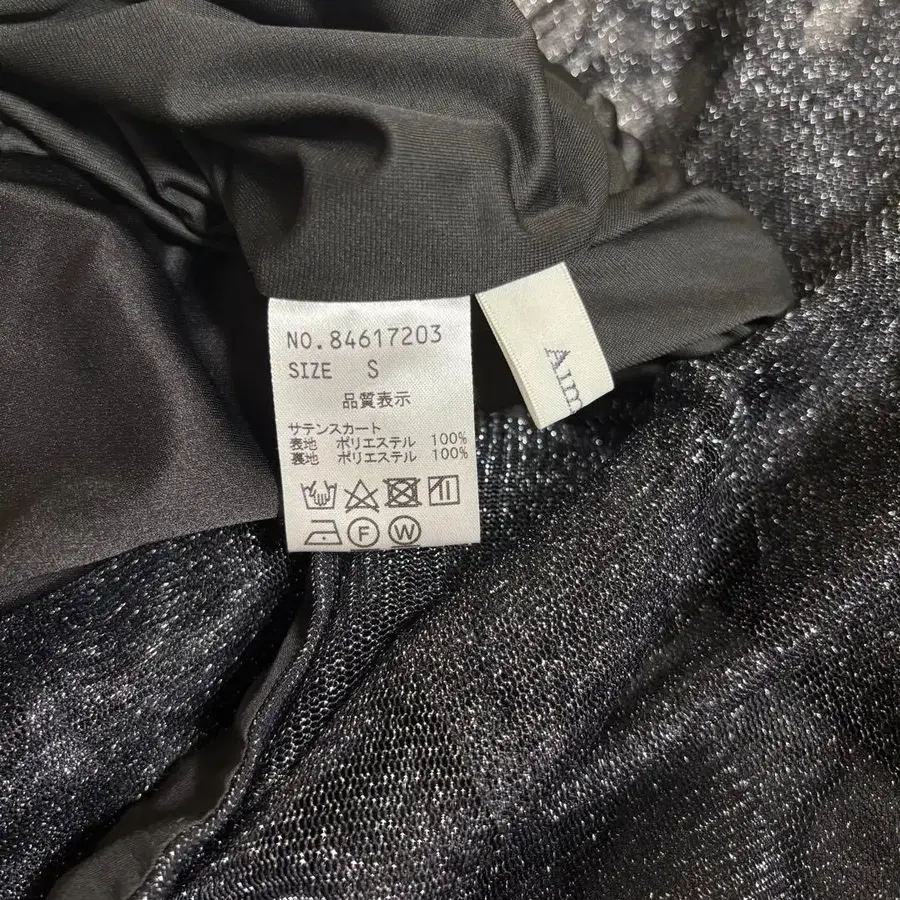 NO.84617203
SIZE S
品質表示
サテンスカート
表地 ポリエステル 100%
裏地 ポリエステル 100%
F W